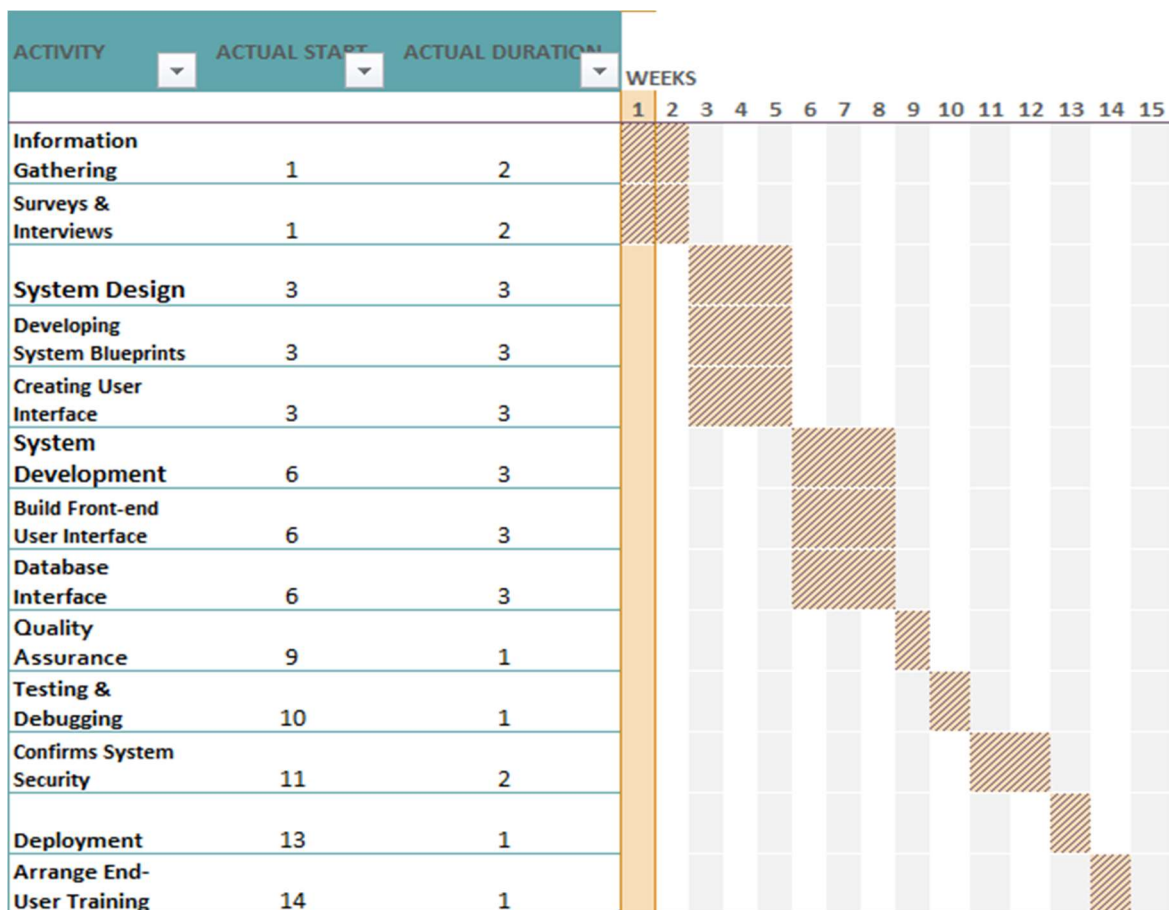 ACTIVITY ACTUAL START ACTUAL DURATION
WEEKS
1 2 3 4 5 6 7 8 9 10 11 12 13 14 15
Information
Gathering 1 2
Surveys &
Interviews 1 2
System Design 3 3
Developing
System Blueprints 3 3
Creating User
Interface 3 3
System
Development 6 3
Build Front-end
User Interface 6 3
Database
Interface 6 3
Quality
Assurance 9 1
Testing &
Debugging 10 1
Confirms System
Security 11 2
Deployment 13 1
Arrange End-
User Training 14 1